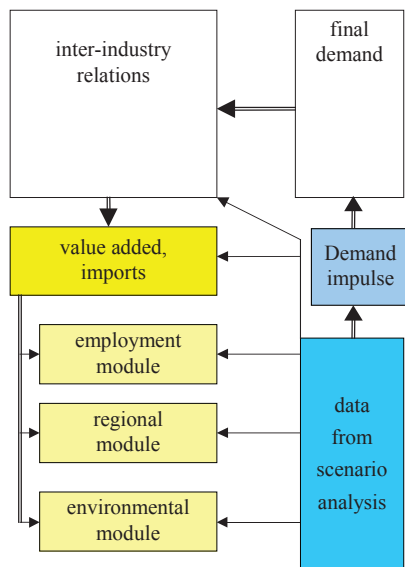 inter-industry
relations
final
demand
value added,
imports
Demand
impulse
employment
module
regional
module
environmental
module
data
from
scenario
analysis